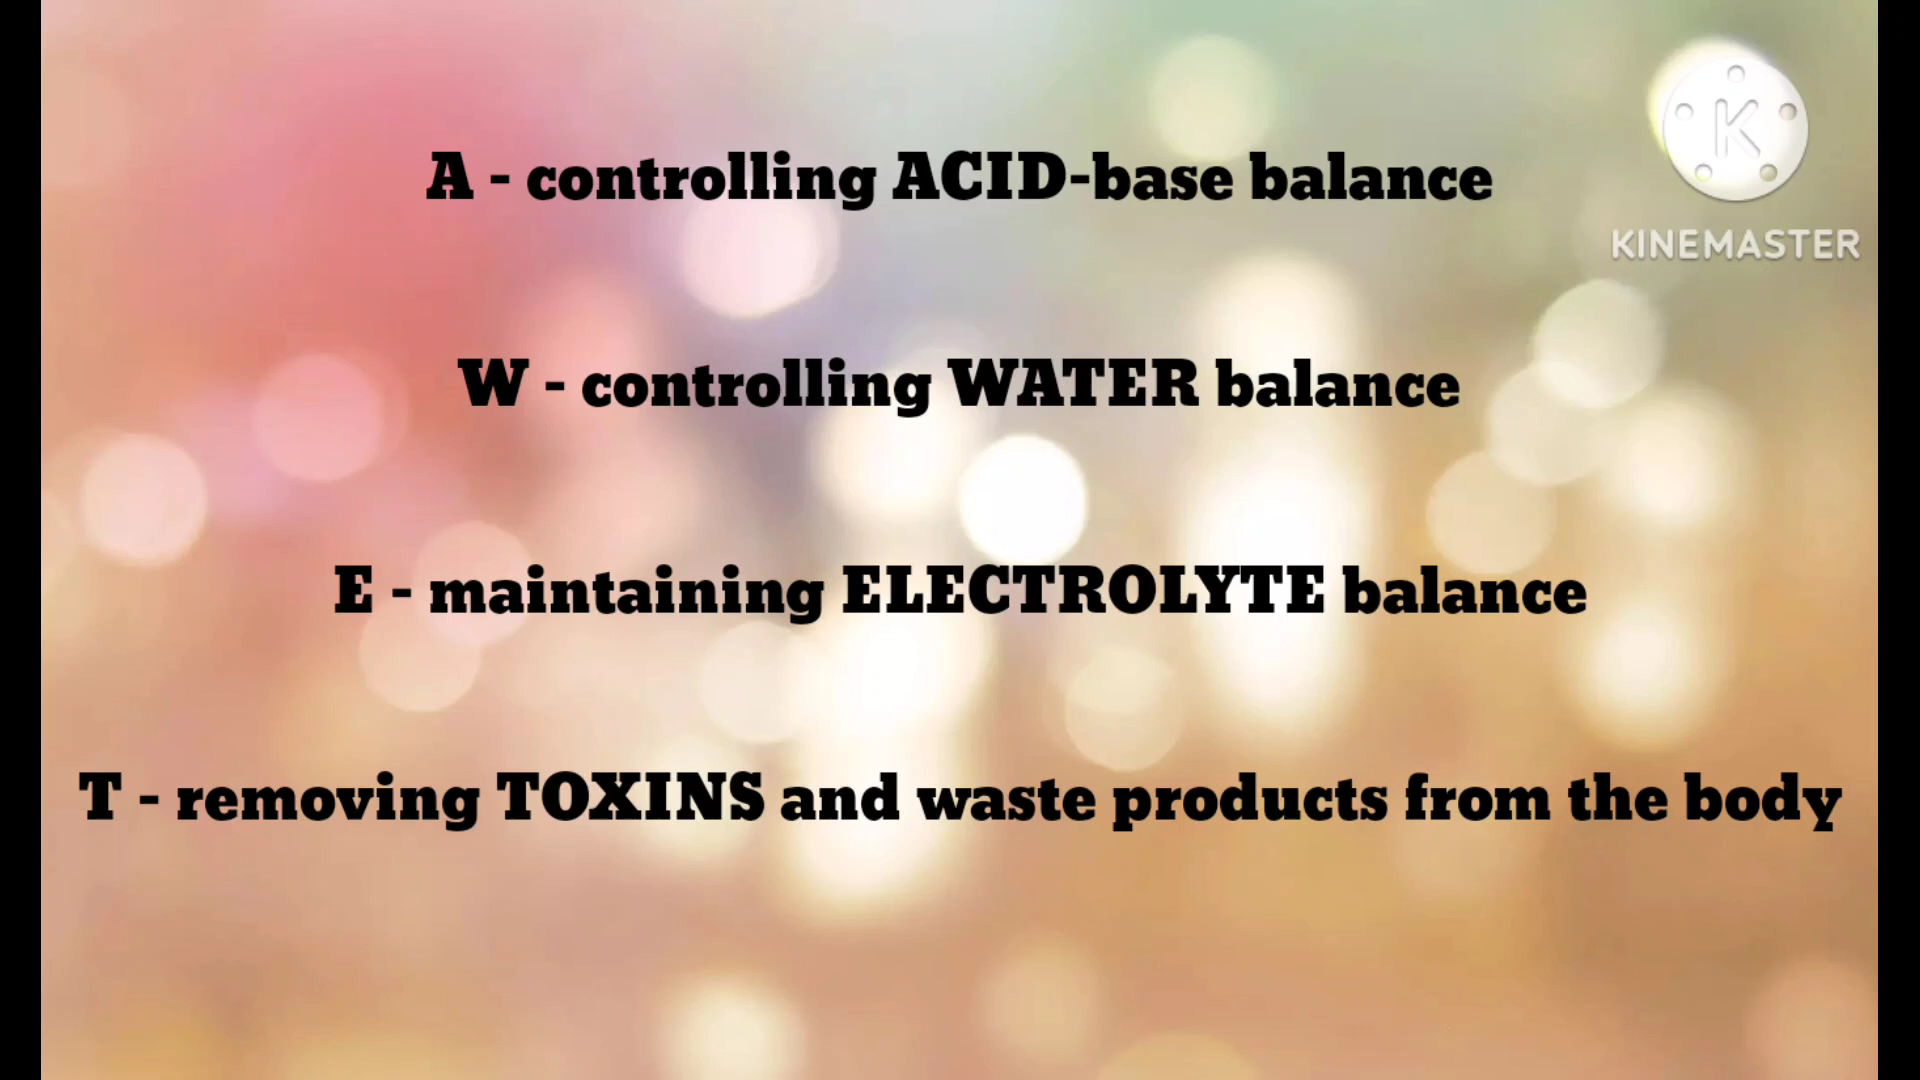 A - controlling ACID-base balance
K
KINEMASTER
W - controlling WATER balance
E - maintaining ELECTROLYTE balance
T - removing TOXINS and waste products from the body